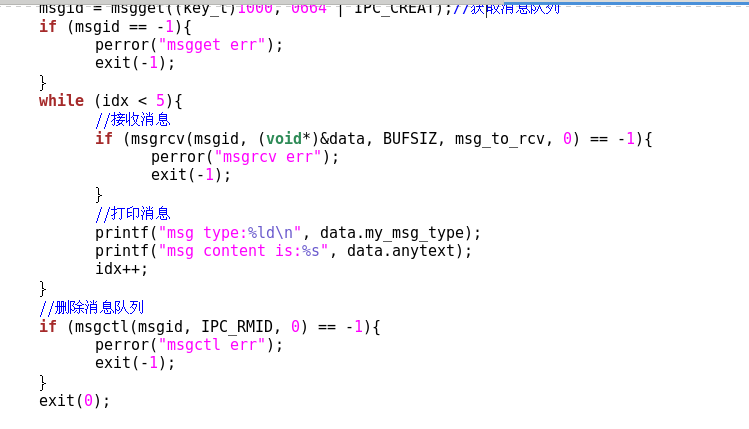 msgid = msgget((key_t)1000, 0664 | IPC_CREAT);//获取消息队列
if (msgid == -1){
perror("msgget err");
exit(-1);
}
while (idx < 5){
//接收消息
if (msgrcv(msgid, (void*)&data, BUFSIZ, msg_to_rcv, 0) == -1){
perror("msgrcv err");
exit(-1);
}
//打印消息
printf("msg type:%ld\n", data.my_msg_type);
printf("msg content is:%s", data.anytext);
idx++;
}
//删除消息队列
if (msgctl(msgid, IPC_RMID, 0) == -1){
perror("msgctl err");
exit(-1);
}
exit(0);